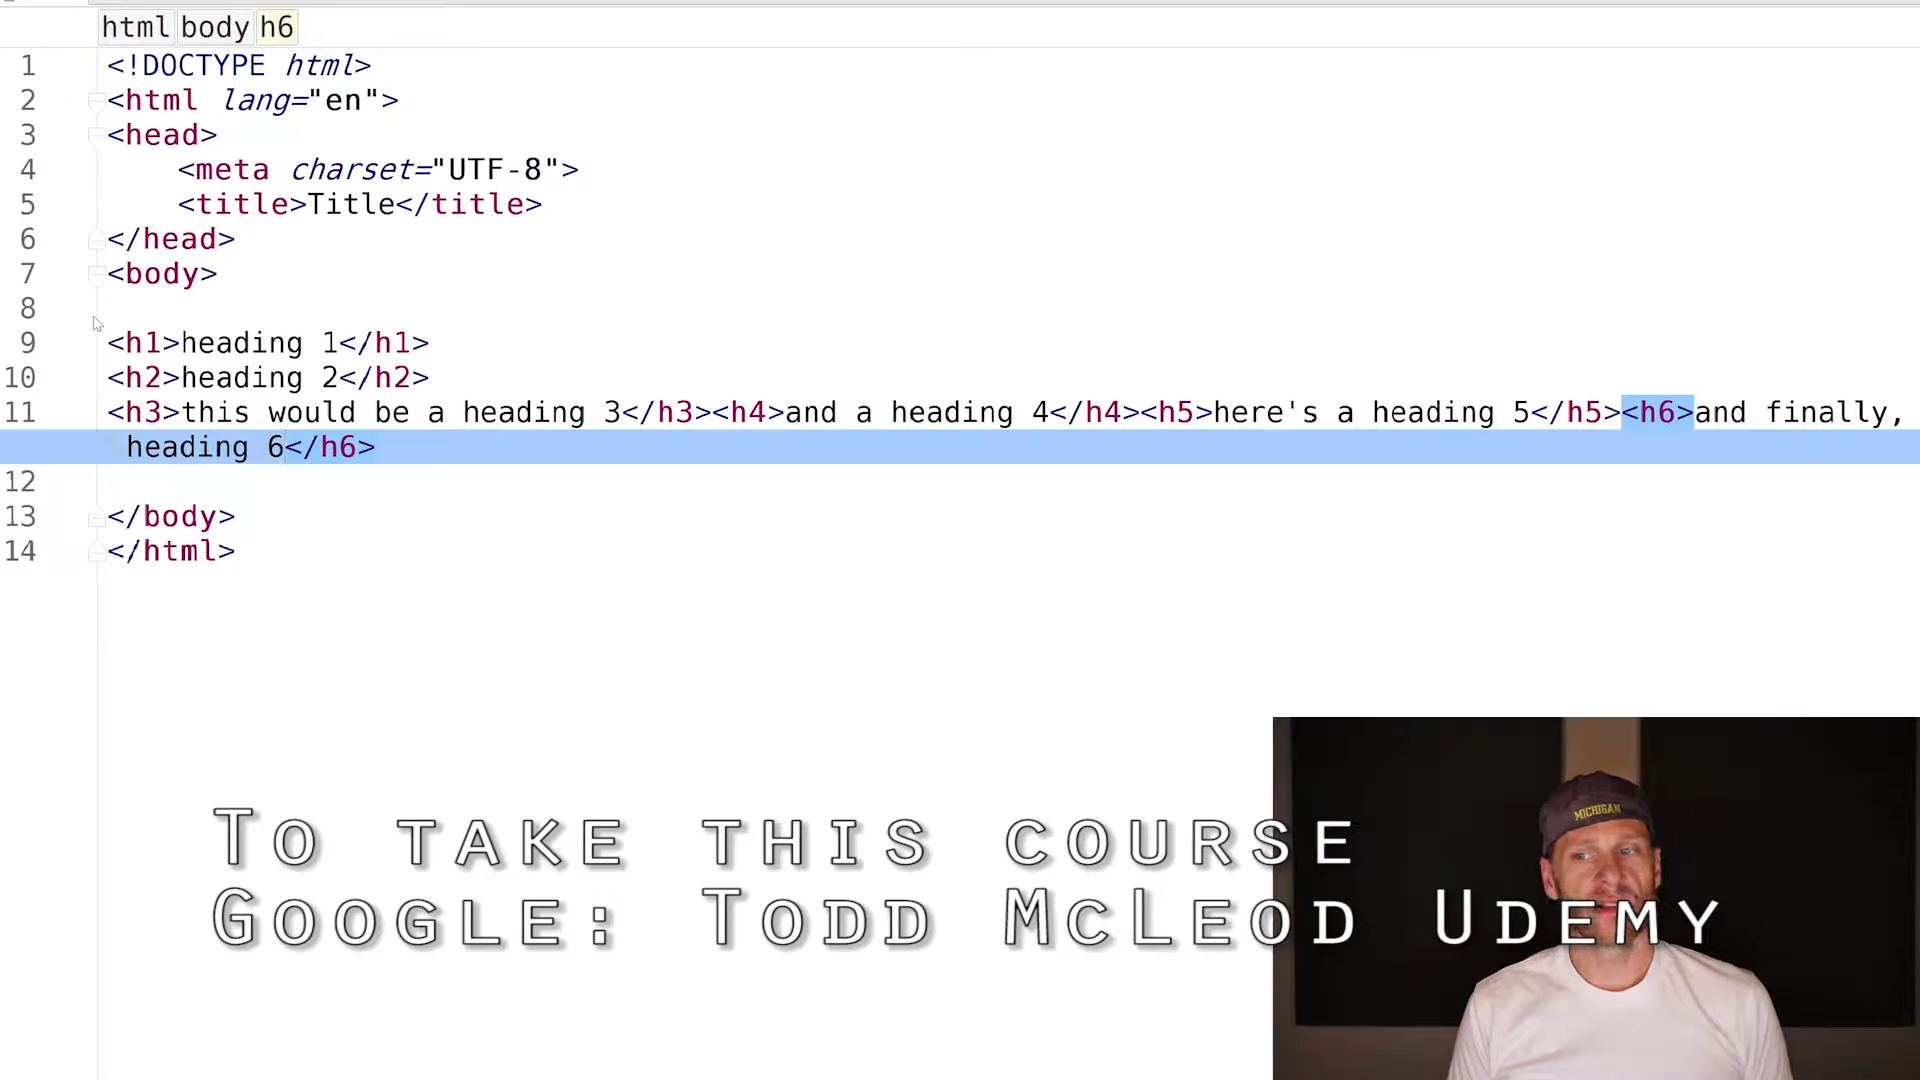 html body h6
1 <!DOCTYPE html>
2 <html lang="en">
3 <head>
4     <meta charset="UTF-8">
5     <title>Title</title>
6 </head>
7 <body>
8
9 <h1>heading 1</h1>
10 <h2>heading 2</h2>
11 <h3>this would be a heading 3</h3><h4>and a heading 4</h4><h5>here's a heading 5</h5><h6>and finally,
heading 6</h6>
12
13 </body>
14 </html>
MICHIGAN
To take this course
Google: Todd McLeod Udemy